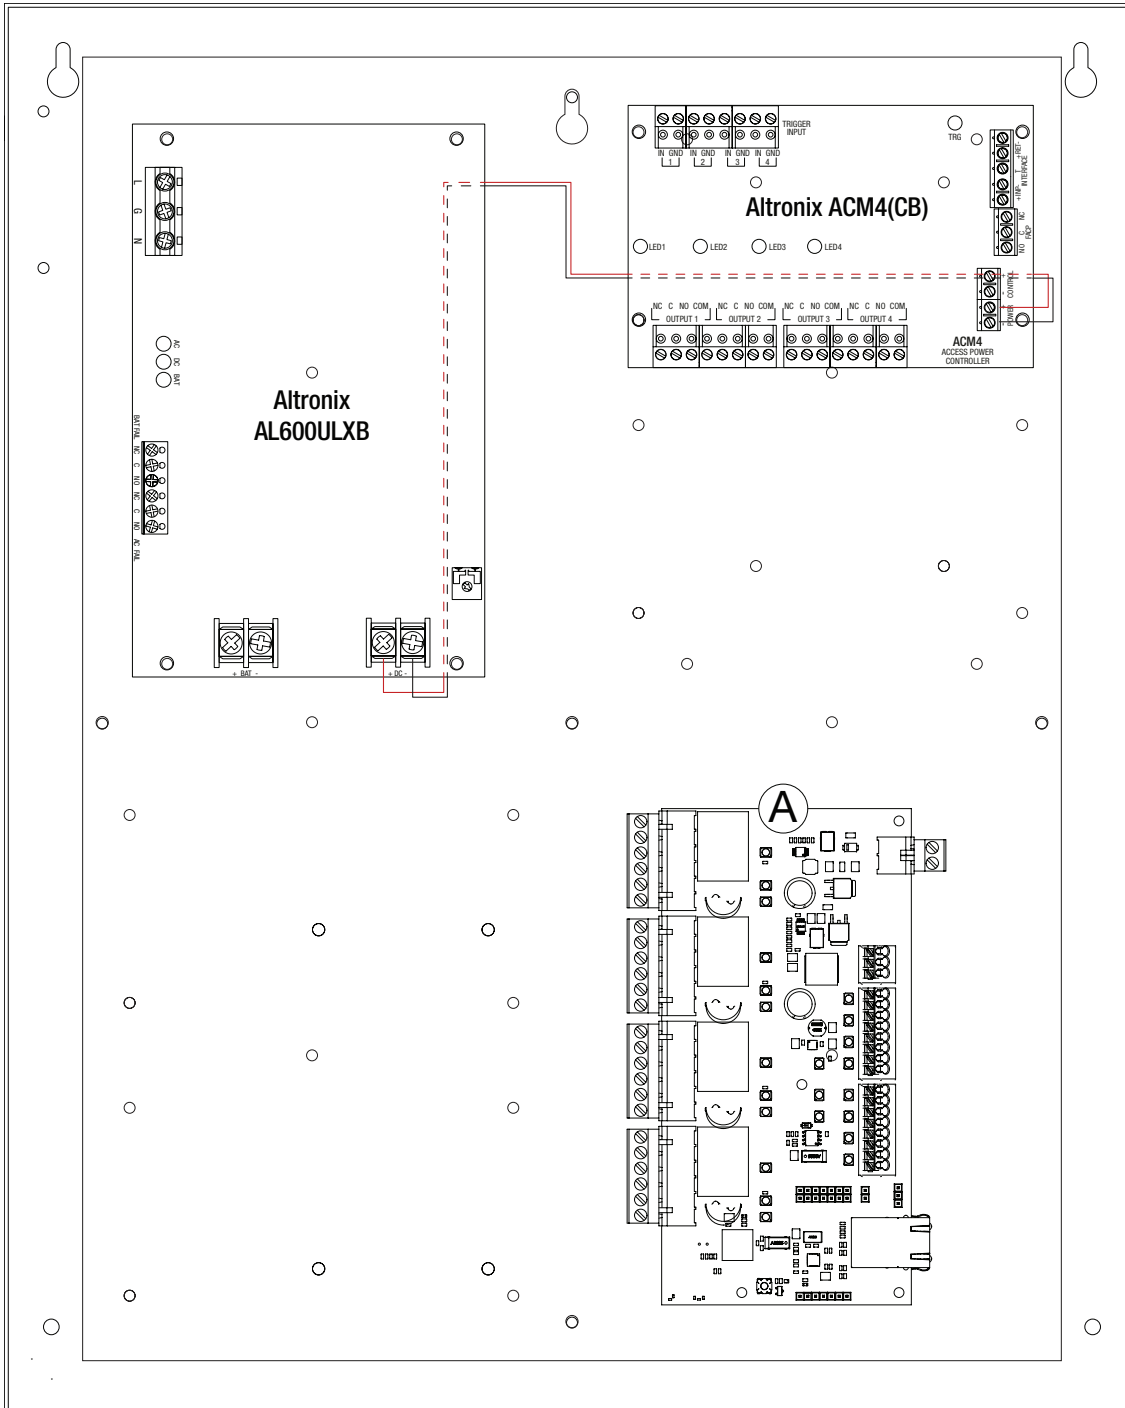 TRIGGER
INPUT
IN GND IN GND IN GND IN GND
1 2 3 4
TRG
+RET-
T
+INP-
INTERFACE
NC
C
NO
FACP
Altronix ACM4(CB)
LED1 LED2 LED3 LED4
+
-
CONTROL
+
-
POWER
NC C NO COM NC C NO COM NC C NO COM NC C NO COM
OUTPUT 1 OUTPUT 2 OUTPUT 3 OUTPUT 4
ACM4
ACCESS POWER
CONTROLLER
L
G
N
AC
DC
BAT
Altronix
AL600ULXB
BAT FAIL
NC
C
NO
NC
C
NO
AC FAIL
+ BAT -
+ DC -
A